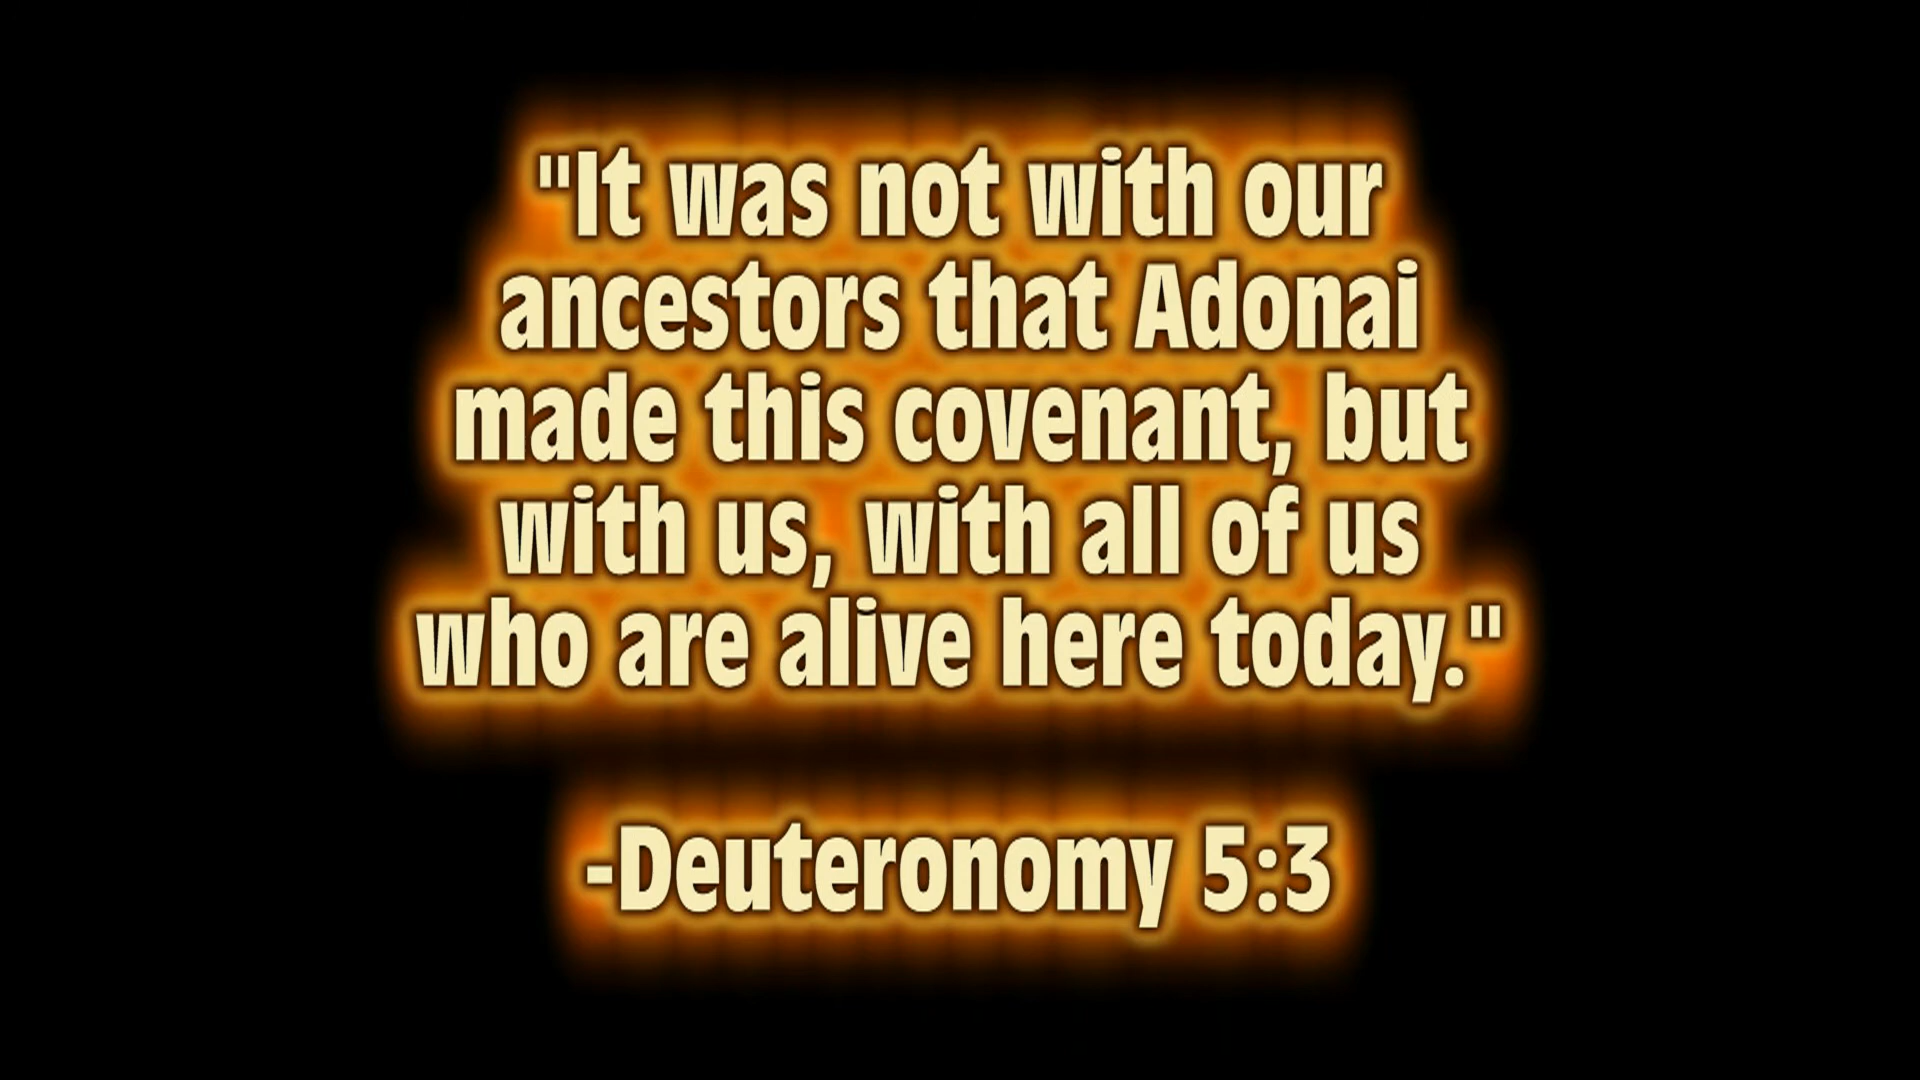 "It was not with our
ancestors that Adonai
made this covenant, but
with us, with all of us
who are alive here today."
-Deuteronomy 5:3